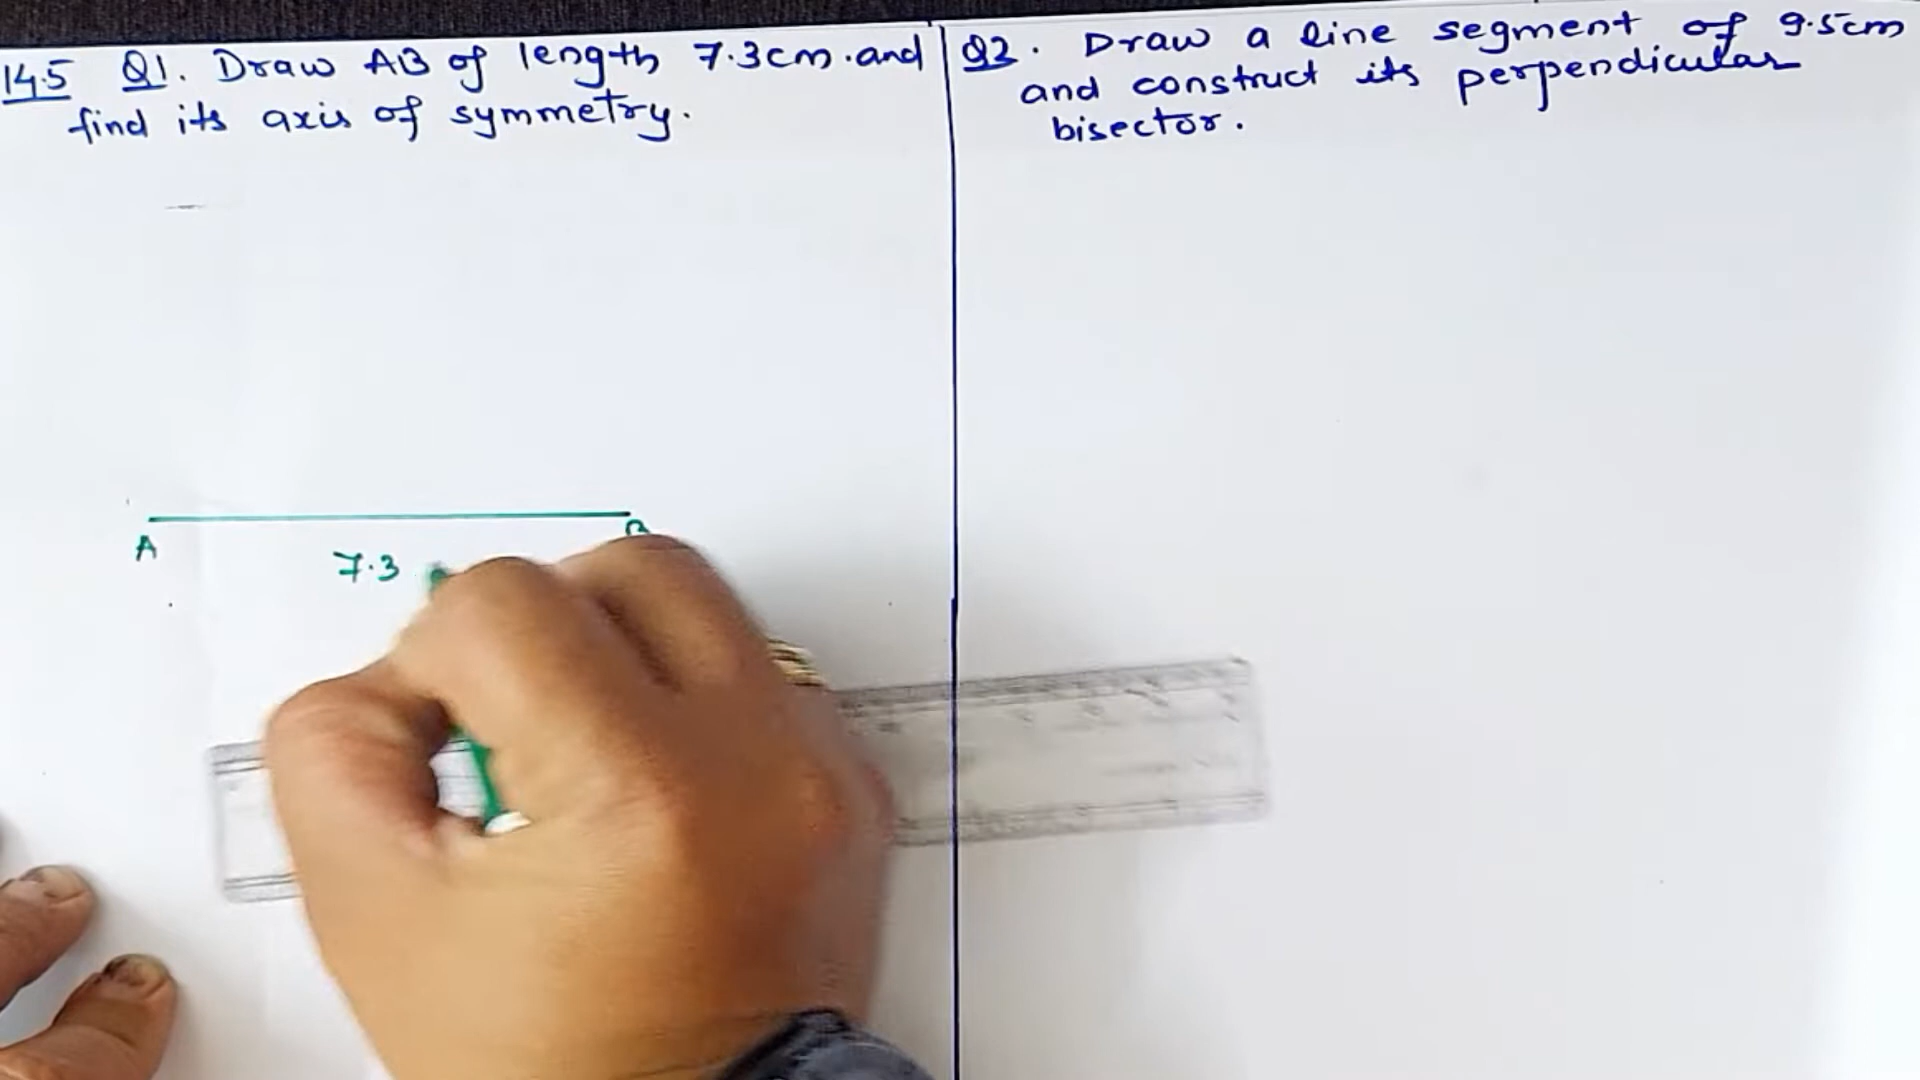 14.5 Q1. Draw AB of length 7.3cm. and
find its axis of symmetry.
Q2. Draw a line segment of 9.5cm
and construct its perpendicular
bisector.
A B
7.3